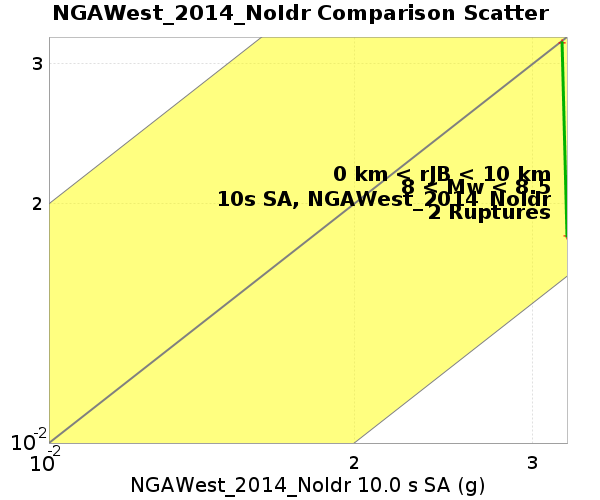 NGAWest_2014_NoIdr Comparison Scatter
3
0 km < rJB < 10 km
8 < Mw < 8.5
10s SA, NGAWest_2014_NoIdr
2
2 Ruptures
10-2
10-2
2
3
NGAWest_2014_NoIdr 10.0 s SA (g)